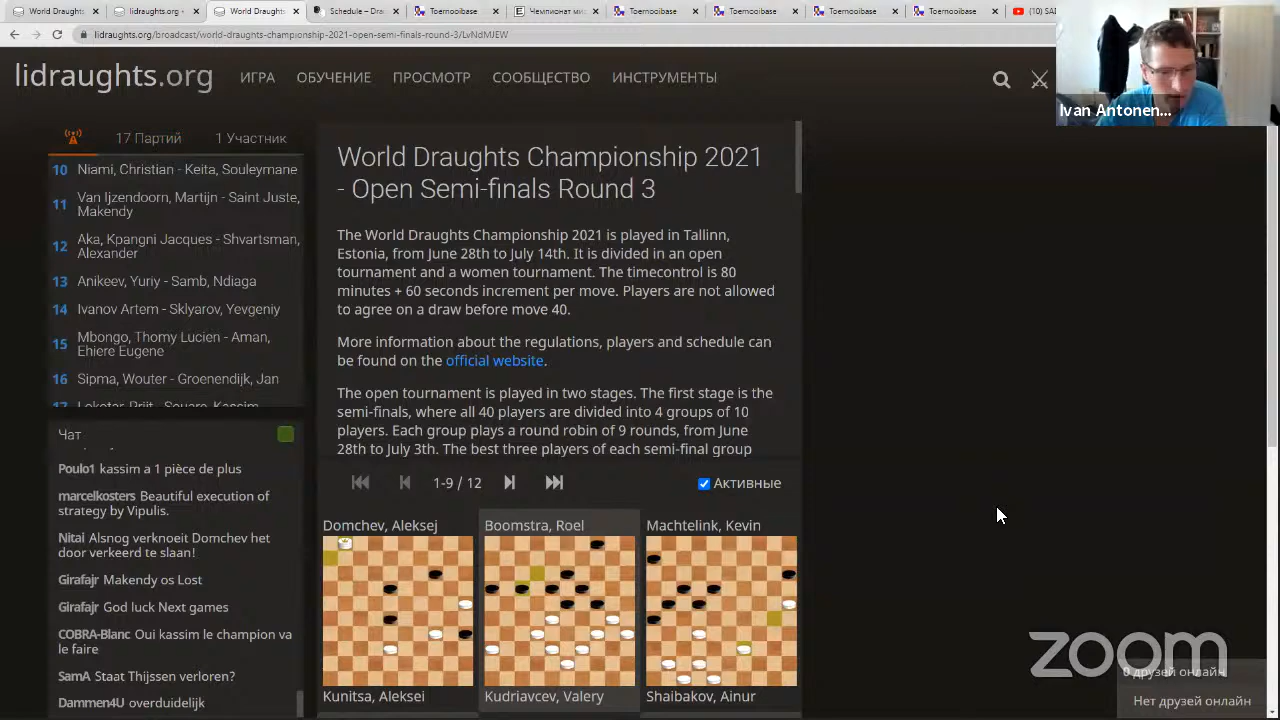 World Draughts
lidraughts.org
World Draughts
Schedule – Dra
Toernooibase
Чемпионат ми
Toernooibase
Toernooibase
Toernooibase
Toernooibase
lidraughts.org/broadcast/world-draughts-championship-2021-open-semi-finals-round-3/
Ivan Antonen...
lidraughts.org
ИГРА
ОБУЧЕНИЕ
ПРОСМОТР
СООБЩЕСТВО
ИНСТРУМЕНТЫ
17 Партий
1 Участник
10 Niami, Christian - Keita, Souleymane
11 Van Ijzendoorn, Martijn - Saint Juste,
Makendy
12 Aka, Kpangni Jacques - Shvartsman,
Alexander
13 Anikeev, Yuriy - Samb, Ndiaga
14 Ivanov Artem - Sklyarov, Yevgeniy
15 Mbongo, Thomy Lucien - Aman,
Ehiere Eugene
16 Sipma, Wouter - Groenendijk, Jan
Чат
Poulo1 kassim a 1 pièce de plus
marcelkosters Beautiful execution of
strategy by Vipulis.
Nitai Alsnog verknoeit Domchev het
door verkeerd te slaan!
Girafajr Makendy os Lost
Girafajr God luck Next games
COBRA-Blanc Oui kassim le champion va
le faire
SamA Staat Thijssen verloren?
Dammen4U overduidelijk
World Draughts Championship 2021
- Open Semi-finals Round 3
The World Draughts Championship 2021 is played in Tallinn,
Estonia, from June 28th to July 14th. It is divided in an open
tournament and a women tournament. The timecontrol is 80
minutes + 60 seconds increment per move. Players are not allowed
to agree on a draw before move 40.
More information about the regulations, players and schedule can
be found on the official website.
The open tournament is played in two stages. The first stage is the
semi-finals, where all 40 players are divided into 4 groups of 10
players. Each group plays a round robin of 9 rounds, from June
28th to July 3th. The best three players of each semi-final group
1-9 / 12
Активные
Domchev, Aleksej
Boomstra, Roel
Machtelink, Kevin
Kunitsa, Aleksei
Kudriavcev, Valery
Shaibakov, Ainur
zoom
0 друзей онлайн
Нет друзей онлайн